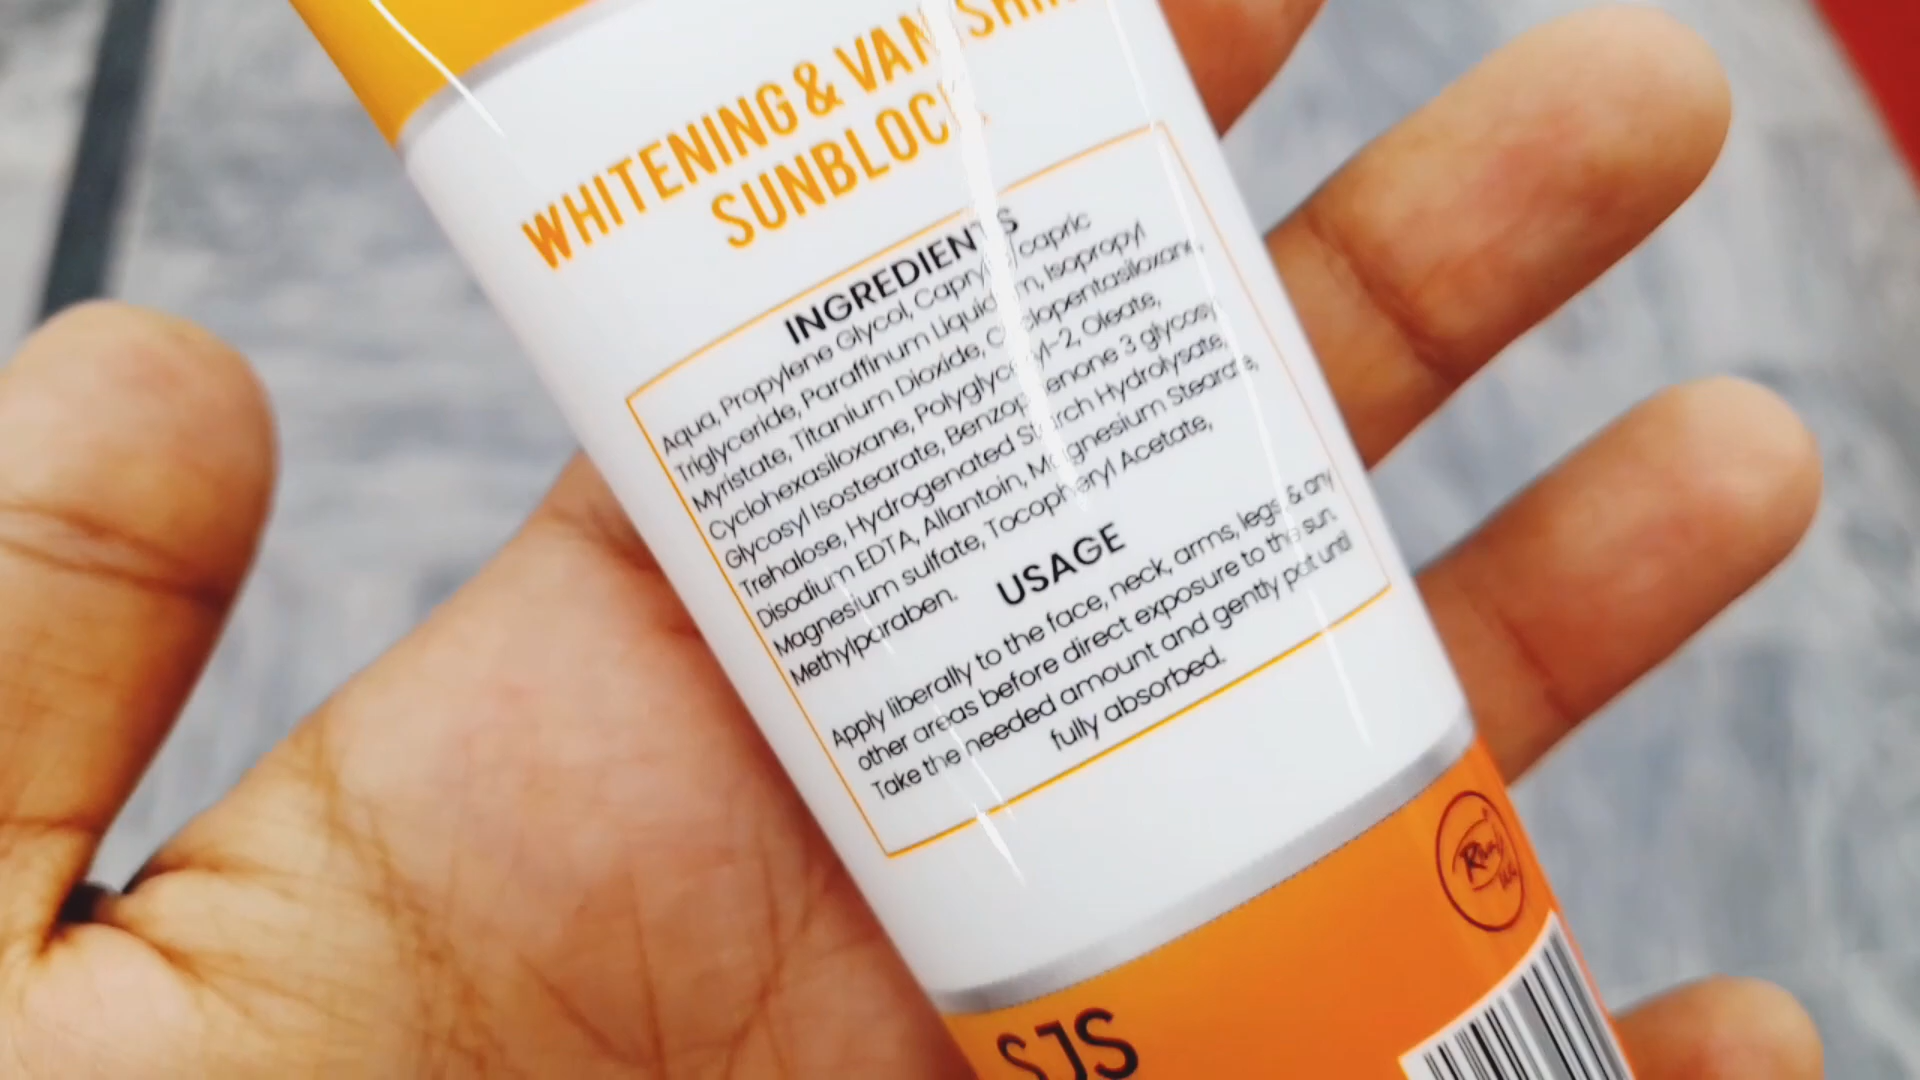 WHITENING & VANISHIN
SUNBLOCK
INGREDIENTS
Aqua, Propylene Glycol, Caprylic/capric
Triglyceride, Paraffinum Liquidum, Isopropyl
Myristate, Titanium Dioxide, Cyclopentasiloxane,
Cyclohexasiloxane, Polyglyceryl-2, Oleate,
Glycosyl Isostearate, Benzophenone 3 glycosyl
Trehalose, Hydrogenated Starch Hydrolysate,
Disodium EDTA, Allantoin, Magnesium Stearate,
Magnesium sulfate, Tocopheryl Acetate,
Methylparaben.
USAGE
Apply liberally to the face, neck, arms, legs & any
other areas before direct exposure to the sun.
Take the needed amount and gently pat until
fully absorbed.
SJS